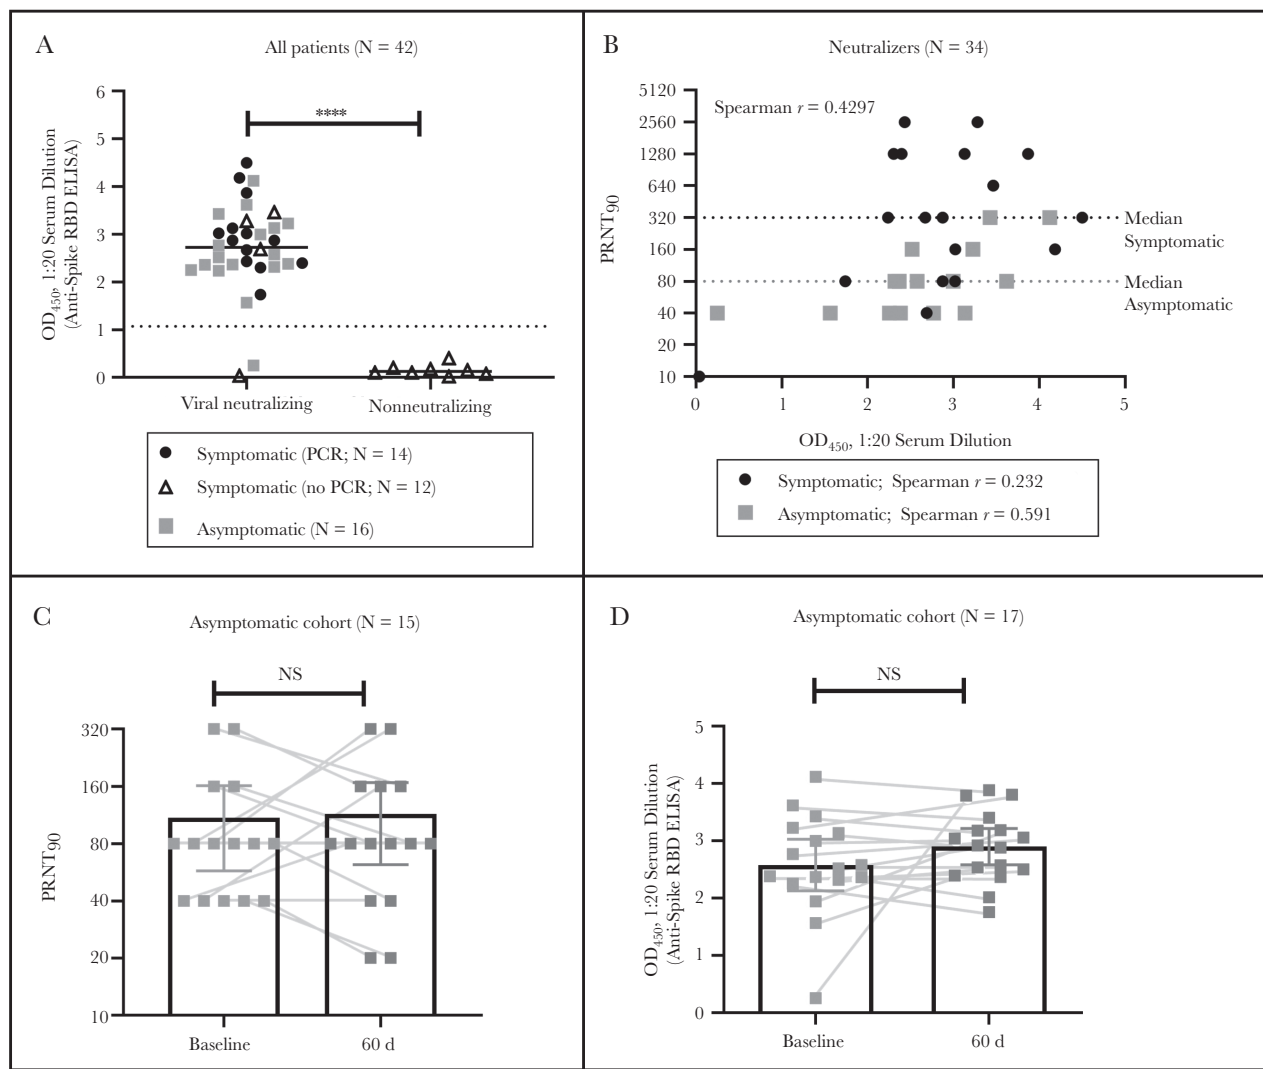 A
All patients (N = 42)
OD450, 1:20 Serum Dilution
(Anti-Spike RBD ELISA)
6
5
4
3
2
1
0
****
Viral neutralizing
Nonneutralizing
Symptomatic (PCR; N = 14)
Symptomatic (no PCR; N = 12)
Asymptomatic (N = 16)
B
Neutralizers (N = 34)
Spearman r = 0.4297
PRNT90
5120
2560
1280
640
320
160
80
40
20
10
Median
Symptomatic
Median
Asymptomatic
0 1 2 3 4 5
OD450, 1:20 Serum Dilution
Symptomatic; Spearman r = 0.232
Asymptomatic; Spearman r = 0.591
C
Asymptomatic cohort (N = 15)
NS
PRNT90
320
160
80
40
20
10
Baseline
60 d
D
Asymptomatic cohort (N = 17)
NS
OD450, 1:20 Serum Dilution
(Anti-Spike RBD ELISA)
5
4
3
2
1
0
Baseline
60 d